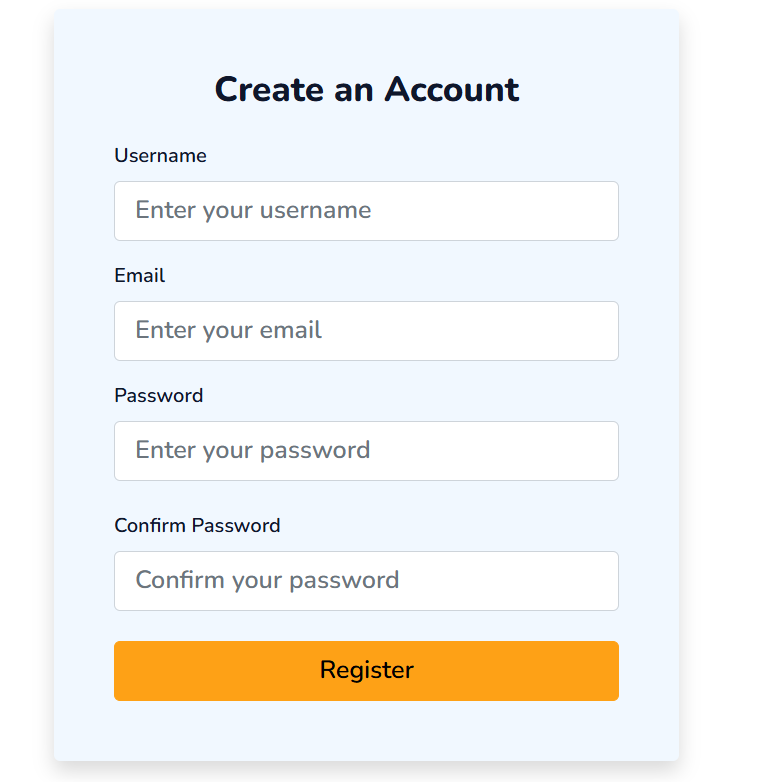 Create an Account
Username
Enter your username
Email
Enter your email
Password
Enter your password
Confirm Password
Confirm your password
Register